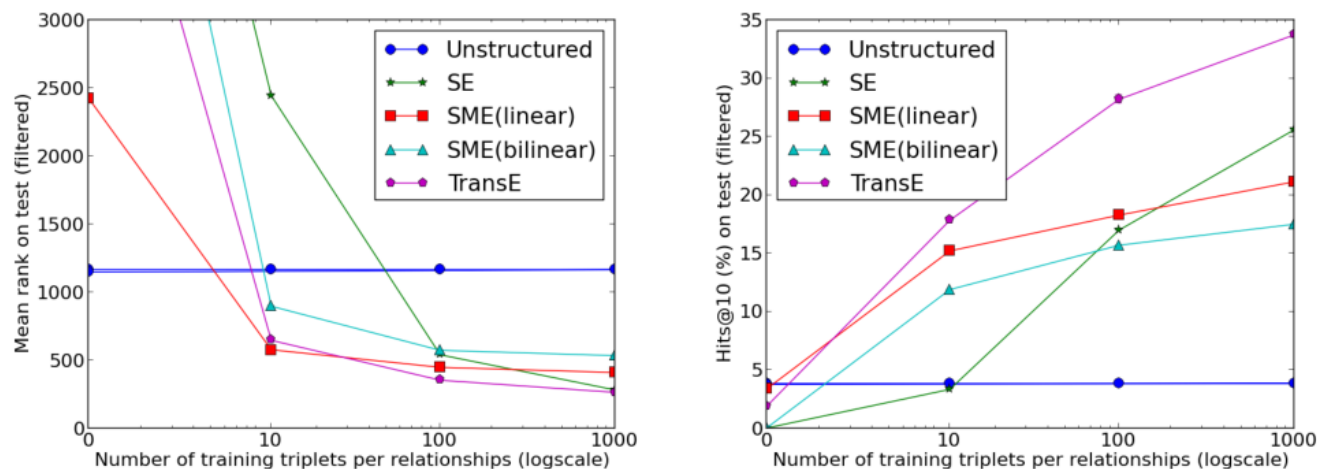 Mean rank on test (filtered)
3000
2500
2000
1500
1000
500
0
0
10
100
1000
Number of training triplets per relationships (logscale)
Unstructured
SE
SME(linear)
SME(bilinear)
TransE
Hits@10 (%) on test (filtered)
35
30
25
20
15
10
5
0
0
10
100
1000
Number of training triplets per relationships (logscale)
Unstructured
SE
SME(linear)
SME(bilinear)
TransE